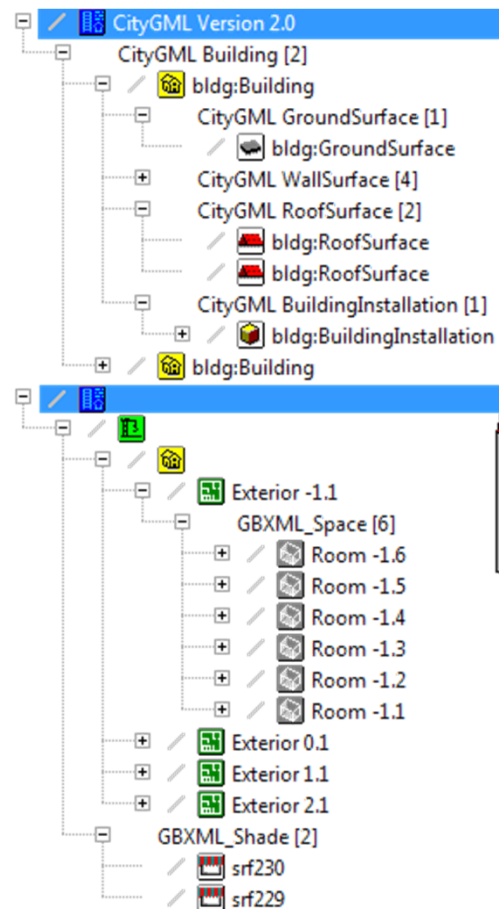 CityGML Version 2.0
CityGML Building [2]
bldg:Building
CityGML GroundSurface [1]
bldg:GroundSurface
CityGML WallSurface [4]
CityGML RoofSurface [2]
bldg:RoofSurface
bldg:RoofSurface
CityGML BuildingInstallation [1]
bldg:BuildingInstallation
bldg:Building
Exterior -1.1
GBXML_Space [6]
Room -1.6
Room -1.5
Room -1.4
Room -1.3
Room -1.2
Room -1.1
Exterior 0.1
Exterior 1.1
Exterior 2.1
GBXML_Shade [2]
srf230
srf229